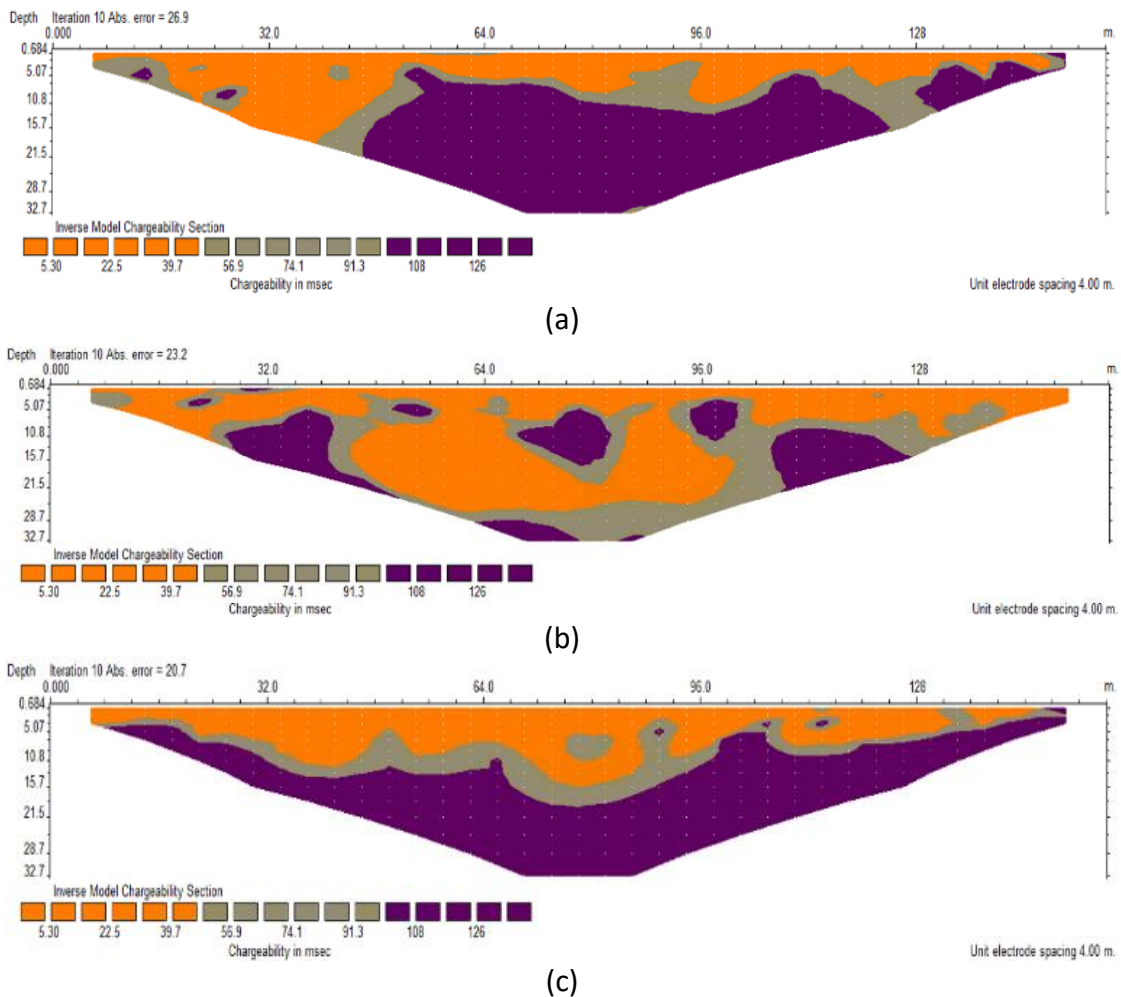 Depth Iteration 10 Abs. error = 26.9
0.000 32.0 64.0 96.0 128 m.
0.684
5.07
10.8
15.7
21.5
28.7
32.7
Inverse Model Chargeability Section
5.30 22.5 39.7 56.9 74.1 91.3 108 126
Chargeability in msec
Unit electrode spacing 4.00 m.
(a)
Depth Iteration 10 Abs. error = 23.2
0.000 32.0 64.0 96.0 128 m.
0.684
5.07
10.8
15.7
21.5
28.7
32.7
Inverse Model Chargeability Section
5.30 22.5 39.7 56.9 74.1 91.3 108 126
Chargeability in msec
Unit electrode spacing 4.00 m.
(b)
Depth Iteration 10 Abs. error = 20.7
0.000 32.0 64.0 96.0 128 m.
0.684
5.07
10.8
15.7
21.5
28.7
32.7
Inverse Model Chargeability Section
5.30 22.5 39.7 56.9 74.1 91.3 108 126
Chargeability in msec
Unit electrode spacing 4.00 m.
(c)